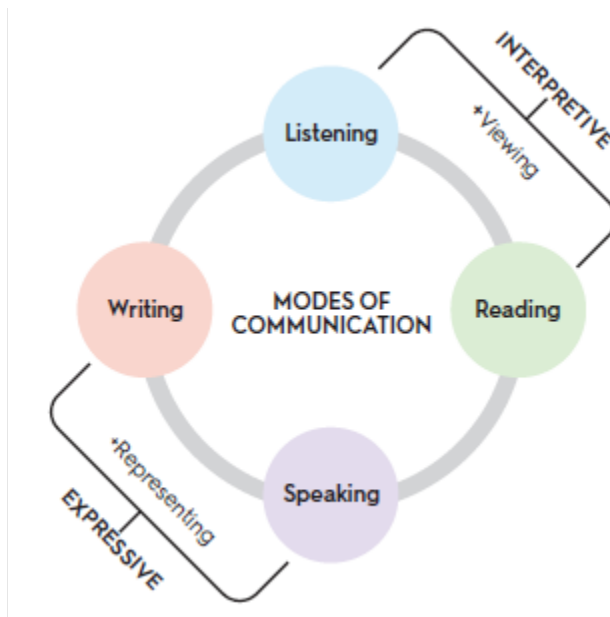 INTERPRETIVE
+Viewing
Listening
Writing
MODES OF
COMMUNICATION
Reading
+Representing
EXPRESSIVE
Speaking